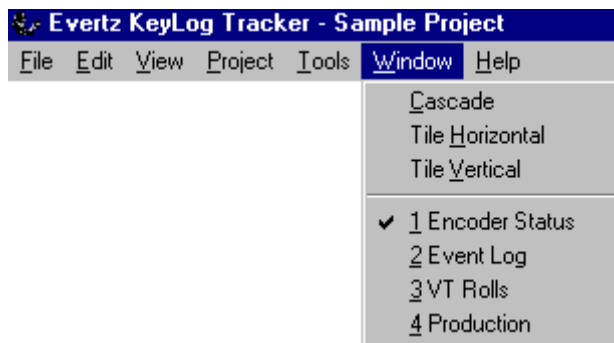 Evertz KeyLog Tracker - Sample Project
File Edit View Project Tools Window Help
Cascade
Tile Horizontal
Tile Vertical
✔ 1 Encoder Status
2 Event Log
3 VT Rolls
4 Production